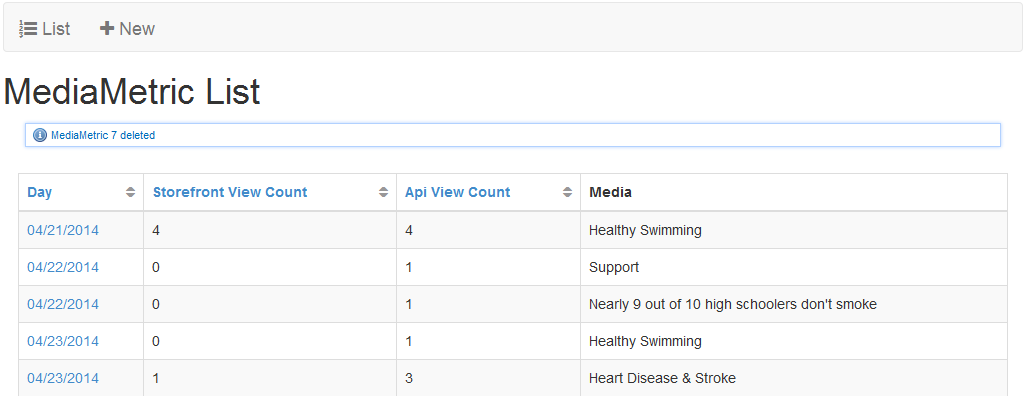 List New
MediaMetric List
MediaMetric 7 deleted
Day Storefront View Count Api View Count Media
04/21/2014 4 4 Healthy Swimming
04/22/2014 0 1 Support
04/22/2014 0 1 Nearly 9 out of 10 high schoolers don't smoke
04/23/2014 0 1 Healthy Swimming
04/23/2014 1 3 Heart Disease & Stroke